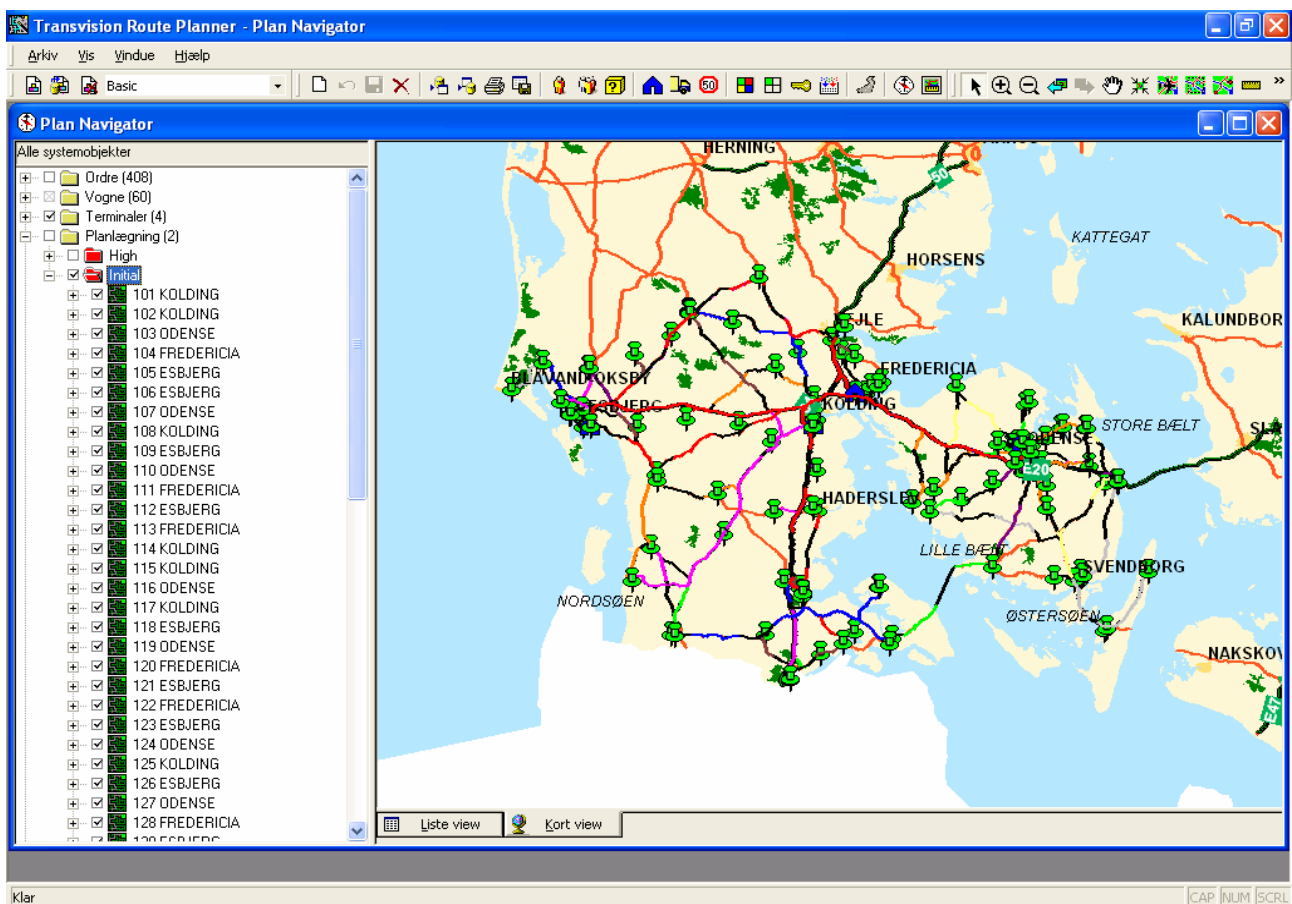 Transvision Route Planner - Plan Navigator
Arkiv Vis Vindue Hjælp
Basic
50
Plan Navigator
Alle systemobjekter
Ordre (408)
Vogne (60)
Terminaler (4)
Planlægning (2)
High
Initial
101 KOLDING
102 KOLDING
103 ODENSE
104 FREDERICIA
105 ESBJERG
106 ESBJERG
107 ODENSE
108 KOLDING
109 ESBJERG
110 ODENSE
111 FREDERICIA
112 ESBJERG
113 FREDERICIA
114 KOLDING
115 KOLDING
116 ODENSE
117 KOLDING
118 ESBJERG
119 ODENSE
120 FREDERICIA
121 ESBJERG
122 FREDERICIA
123 ESBJERG
124 ODENSE
125 KOLDING
126 ESBJERG
127 ODENSE
128 FREDERICIA
HERNING
50
KATTEGAT
HORSENS
KALUNDBOR
FREDERICIA
KOLDING
STORE BÆLT
E20
HADERSLEV
LILLE BÆLT
SVENDBORG
NORDSØEN
ØSTERSØEN
NAKSKOV
E47
Liste view
Kort view
Klar
CAP NUM SCRL